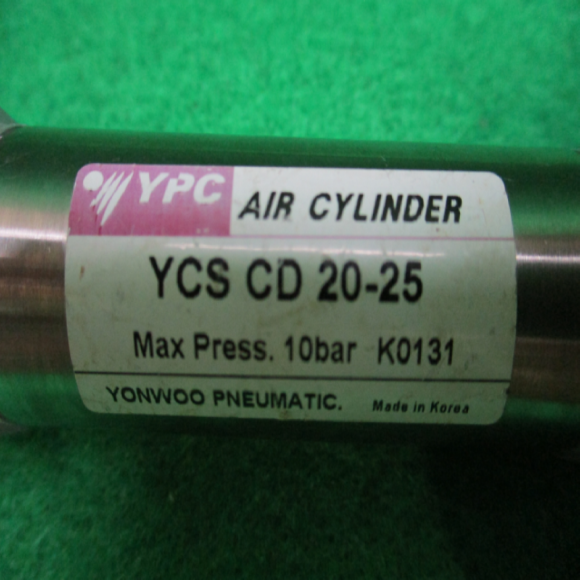 YPC AIR CYLINDER
YCS CD 20-25
Max Press. 10bar K0131
YONWOO PNEUMATIC. Made in Korea